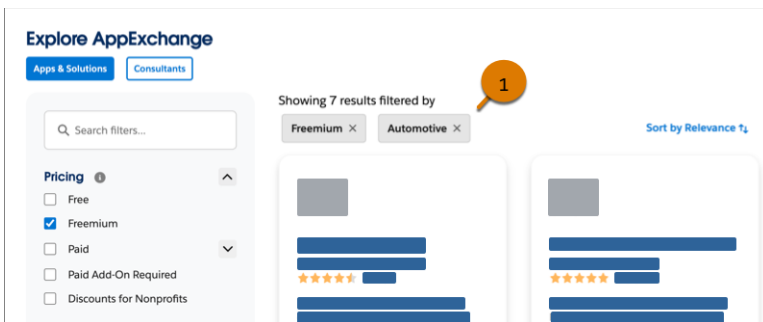 Explore AppExchange
Apps & Solutions Consultants
Search filters...
Pricing
Free
Freemium
Paid
Paid Add-On Required
Discounts for Nonprofits
Showing 7 results filtered by
1
Freemium × Automotive ×
Sort by Relevance